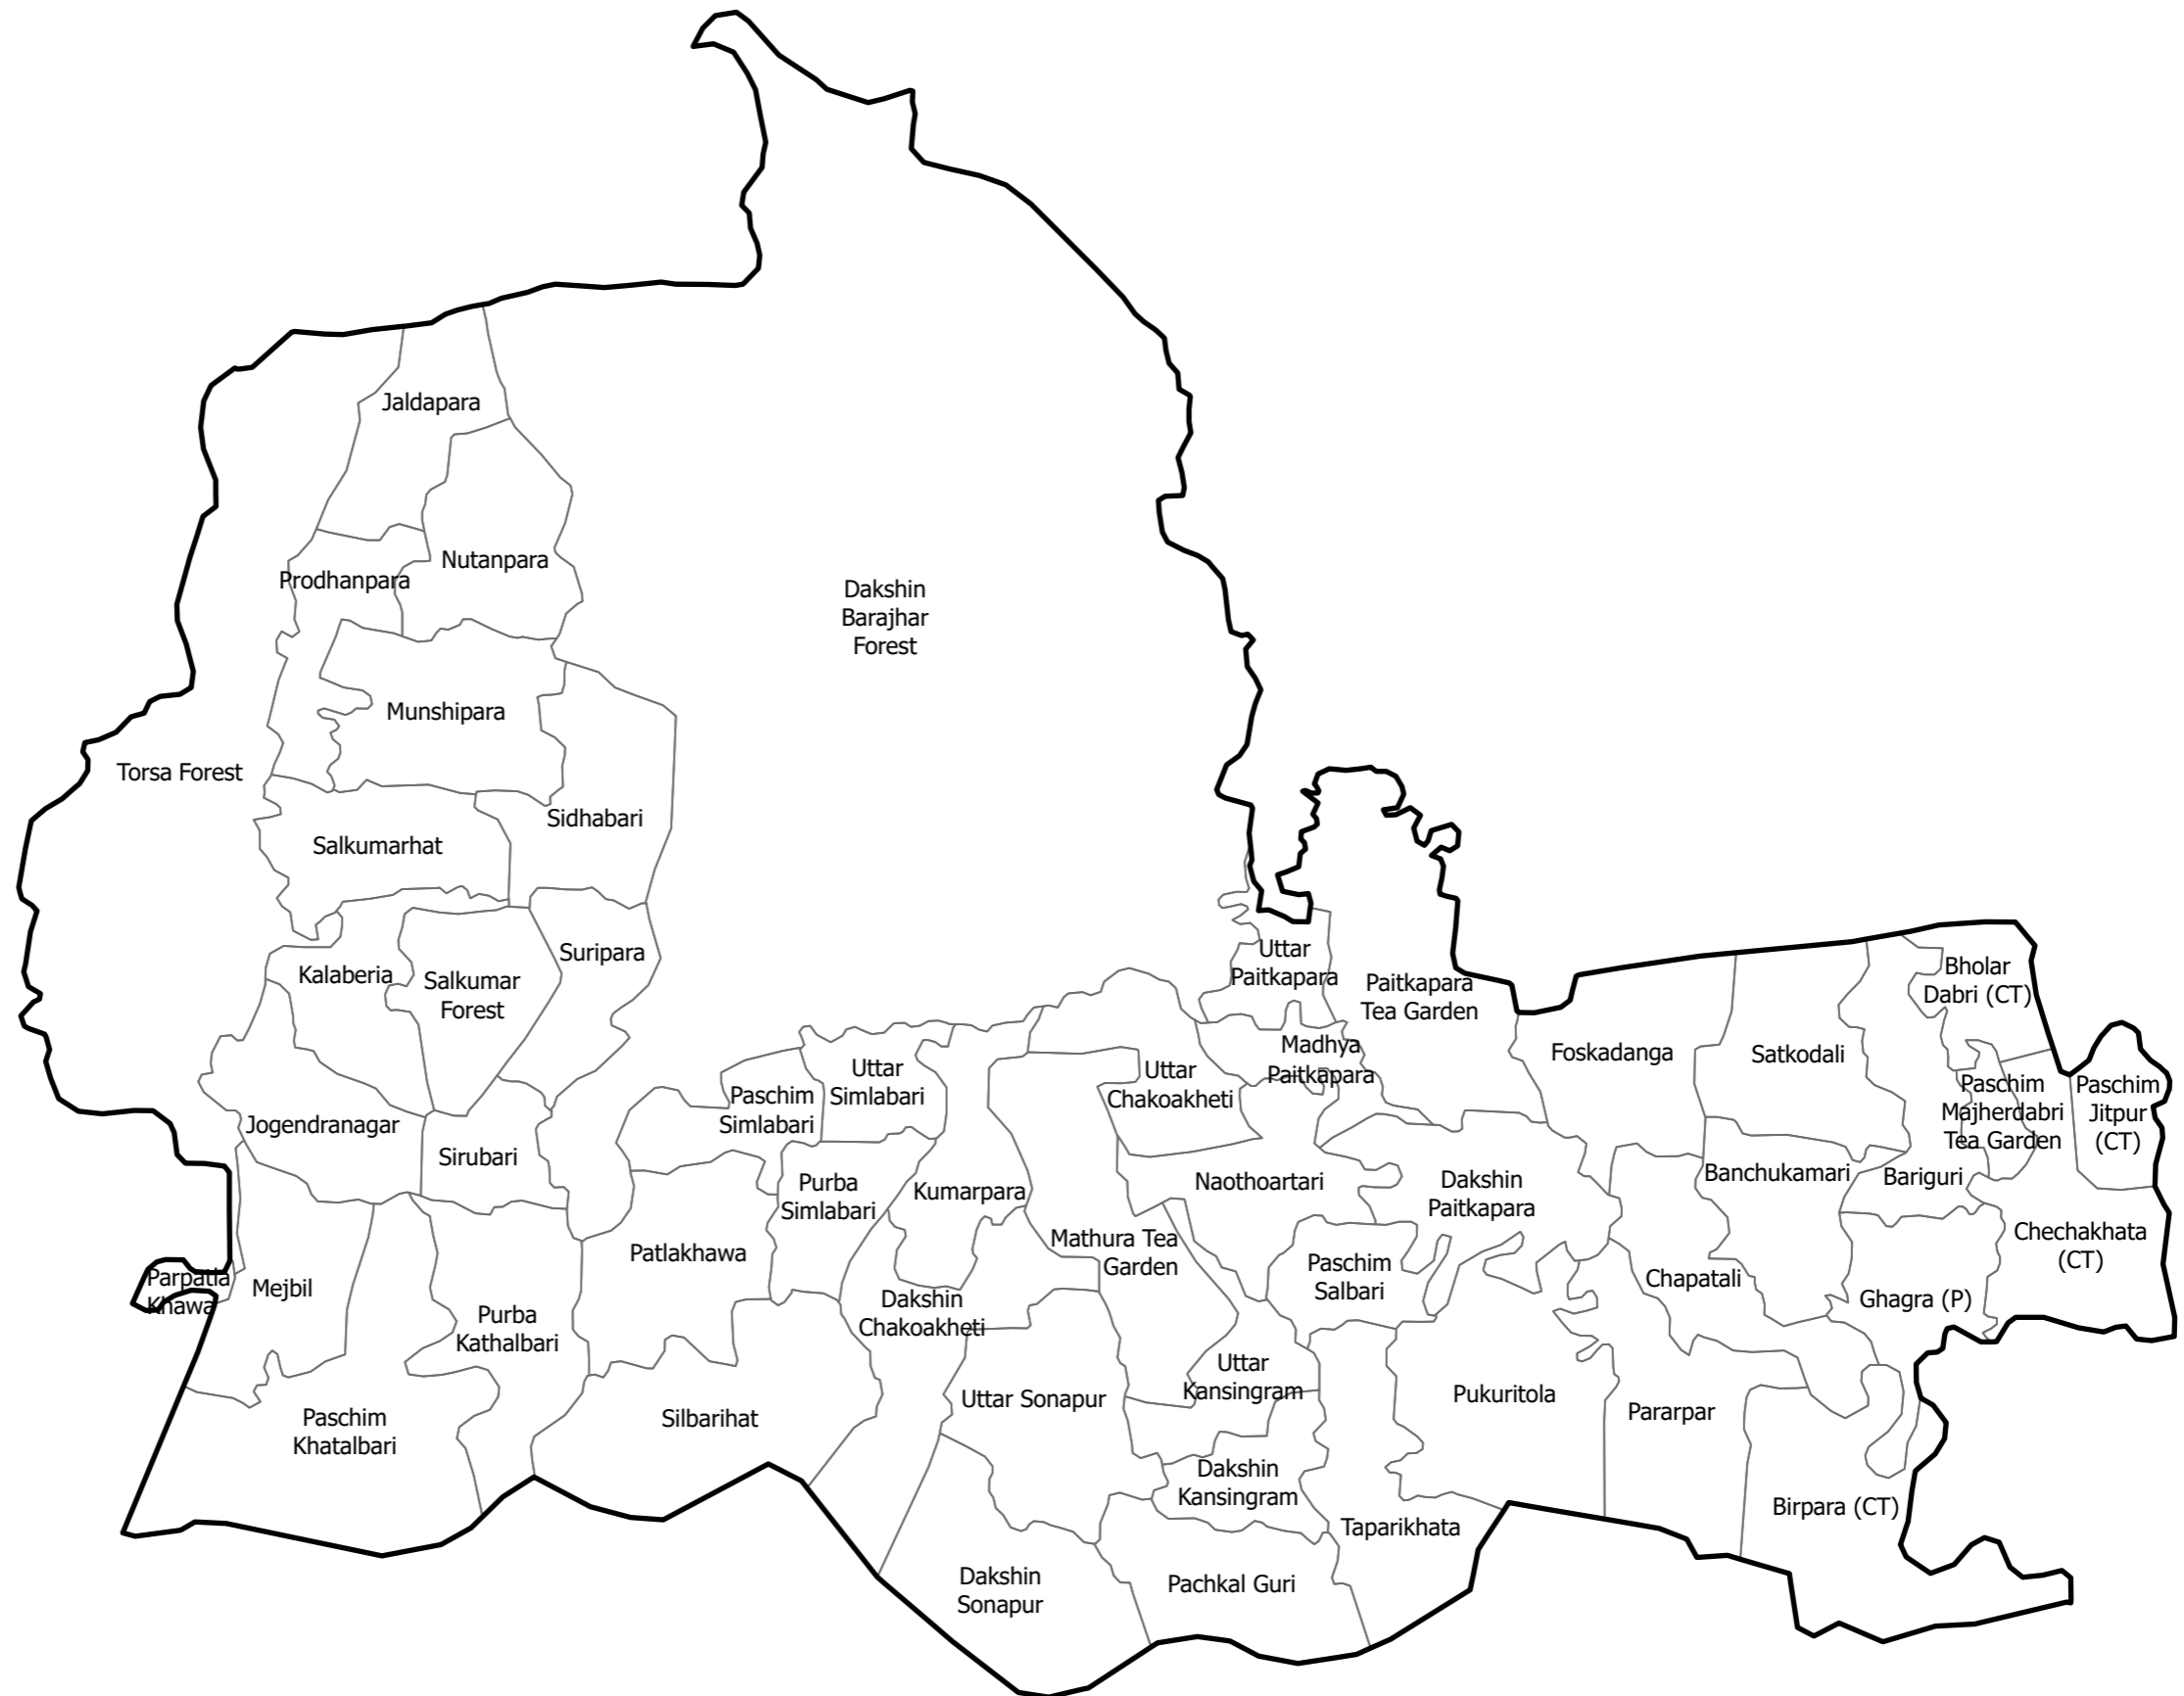 Jaldapara
Nutanpara
Prodhanpara
Dakshin
Barajhar
Forest
Munshipara
Torsa Forest
Sidhabari
Salkumarhat
Suripara
Kalaberia
Salkumar
Forest
Uttar
Paitkapara
Paitkapara
Tea Garden
Bholar
Dabri (CT)
Madhya
Paitkapara
Foskadanga
Satkodali
Uttar
Simlabari
Uttar
Chakoakheti
Paschim
Simlabari
Paschim
Majherdabri
Tea Garden
Paschim
Jitpur
(CT)
Jogendranagar
Sirubari
Purba
Simlabari
Kumarpara
Naothoartari
Dakshin
Paitkapara
Banchukamari
Bariguri
Patlakhawa
Mathura Tea
Garden
Chechakhata
(CT)
Parpatla
Khawa
Mejbil
Paschim
Salbari
Chapatali
Ghagra (P)
Purba
Kathalbari
Dakshin
Chakoakheti
Uttar
Kansingram
Uttar Sonapur
Pukuritola
Pararpar
Paschim
Khatalbari
Silbarihat
Dakshin
Kansingram
Birpara (CT)
Taparikhata
Dakshin
Sonapur
Pachkal Guri